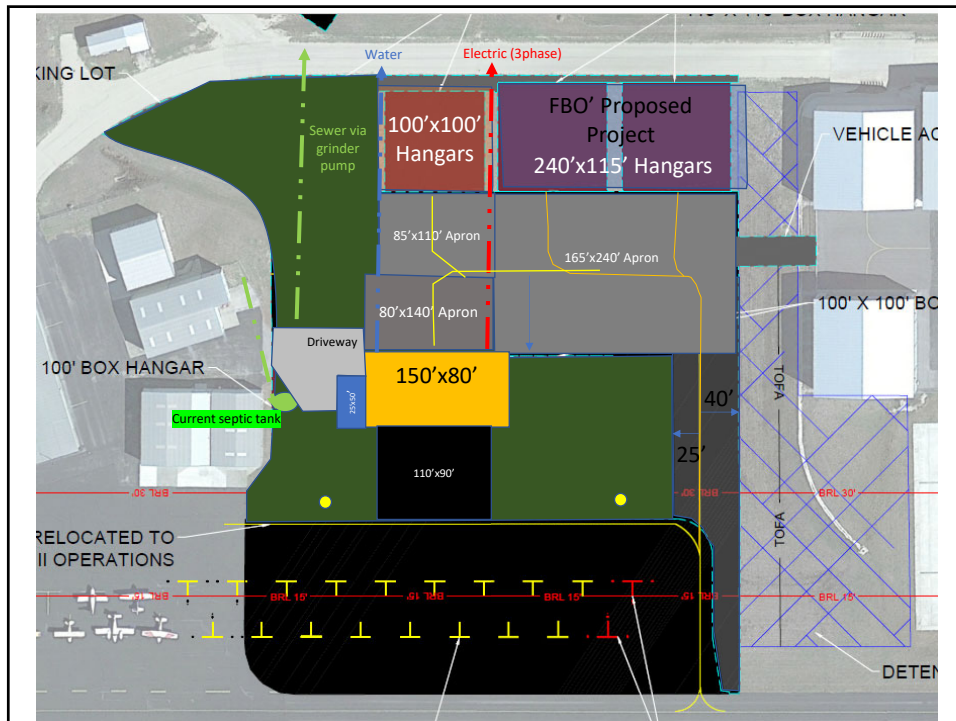 KING LOT
Water
Electric (3phase)
Sewer via
grinder
pump
100'x100'
Hangars
FBO' Proposed
Project
240'x115' Hangars
VEHICLE AC
85'x110' Apron
165'x240' Apron
80'x140' Apron
100' X 100' BO
Driveway
100' BOX HANGAR
150'x80'
25'x50'
TOFA
40'
Current septic tank
25'
110'x90'
BRL 30'
BRL 30'
BRL 30'
BRL 30'
TOFA
RELOCATED TO
II OPERATIONS
BRL 15'
BRL 15'
15'
BRL 15'
BRL 15'
BRL 15'
BRL 15'
DETEN